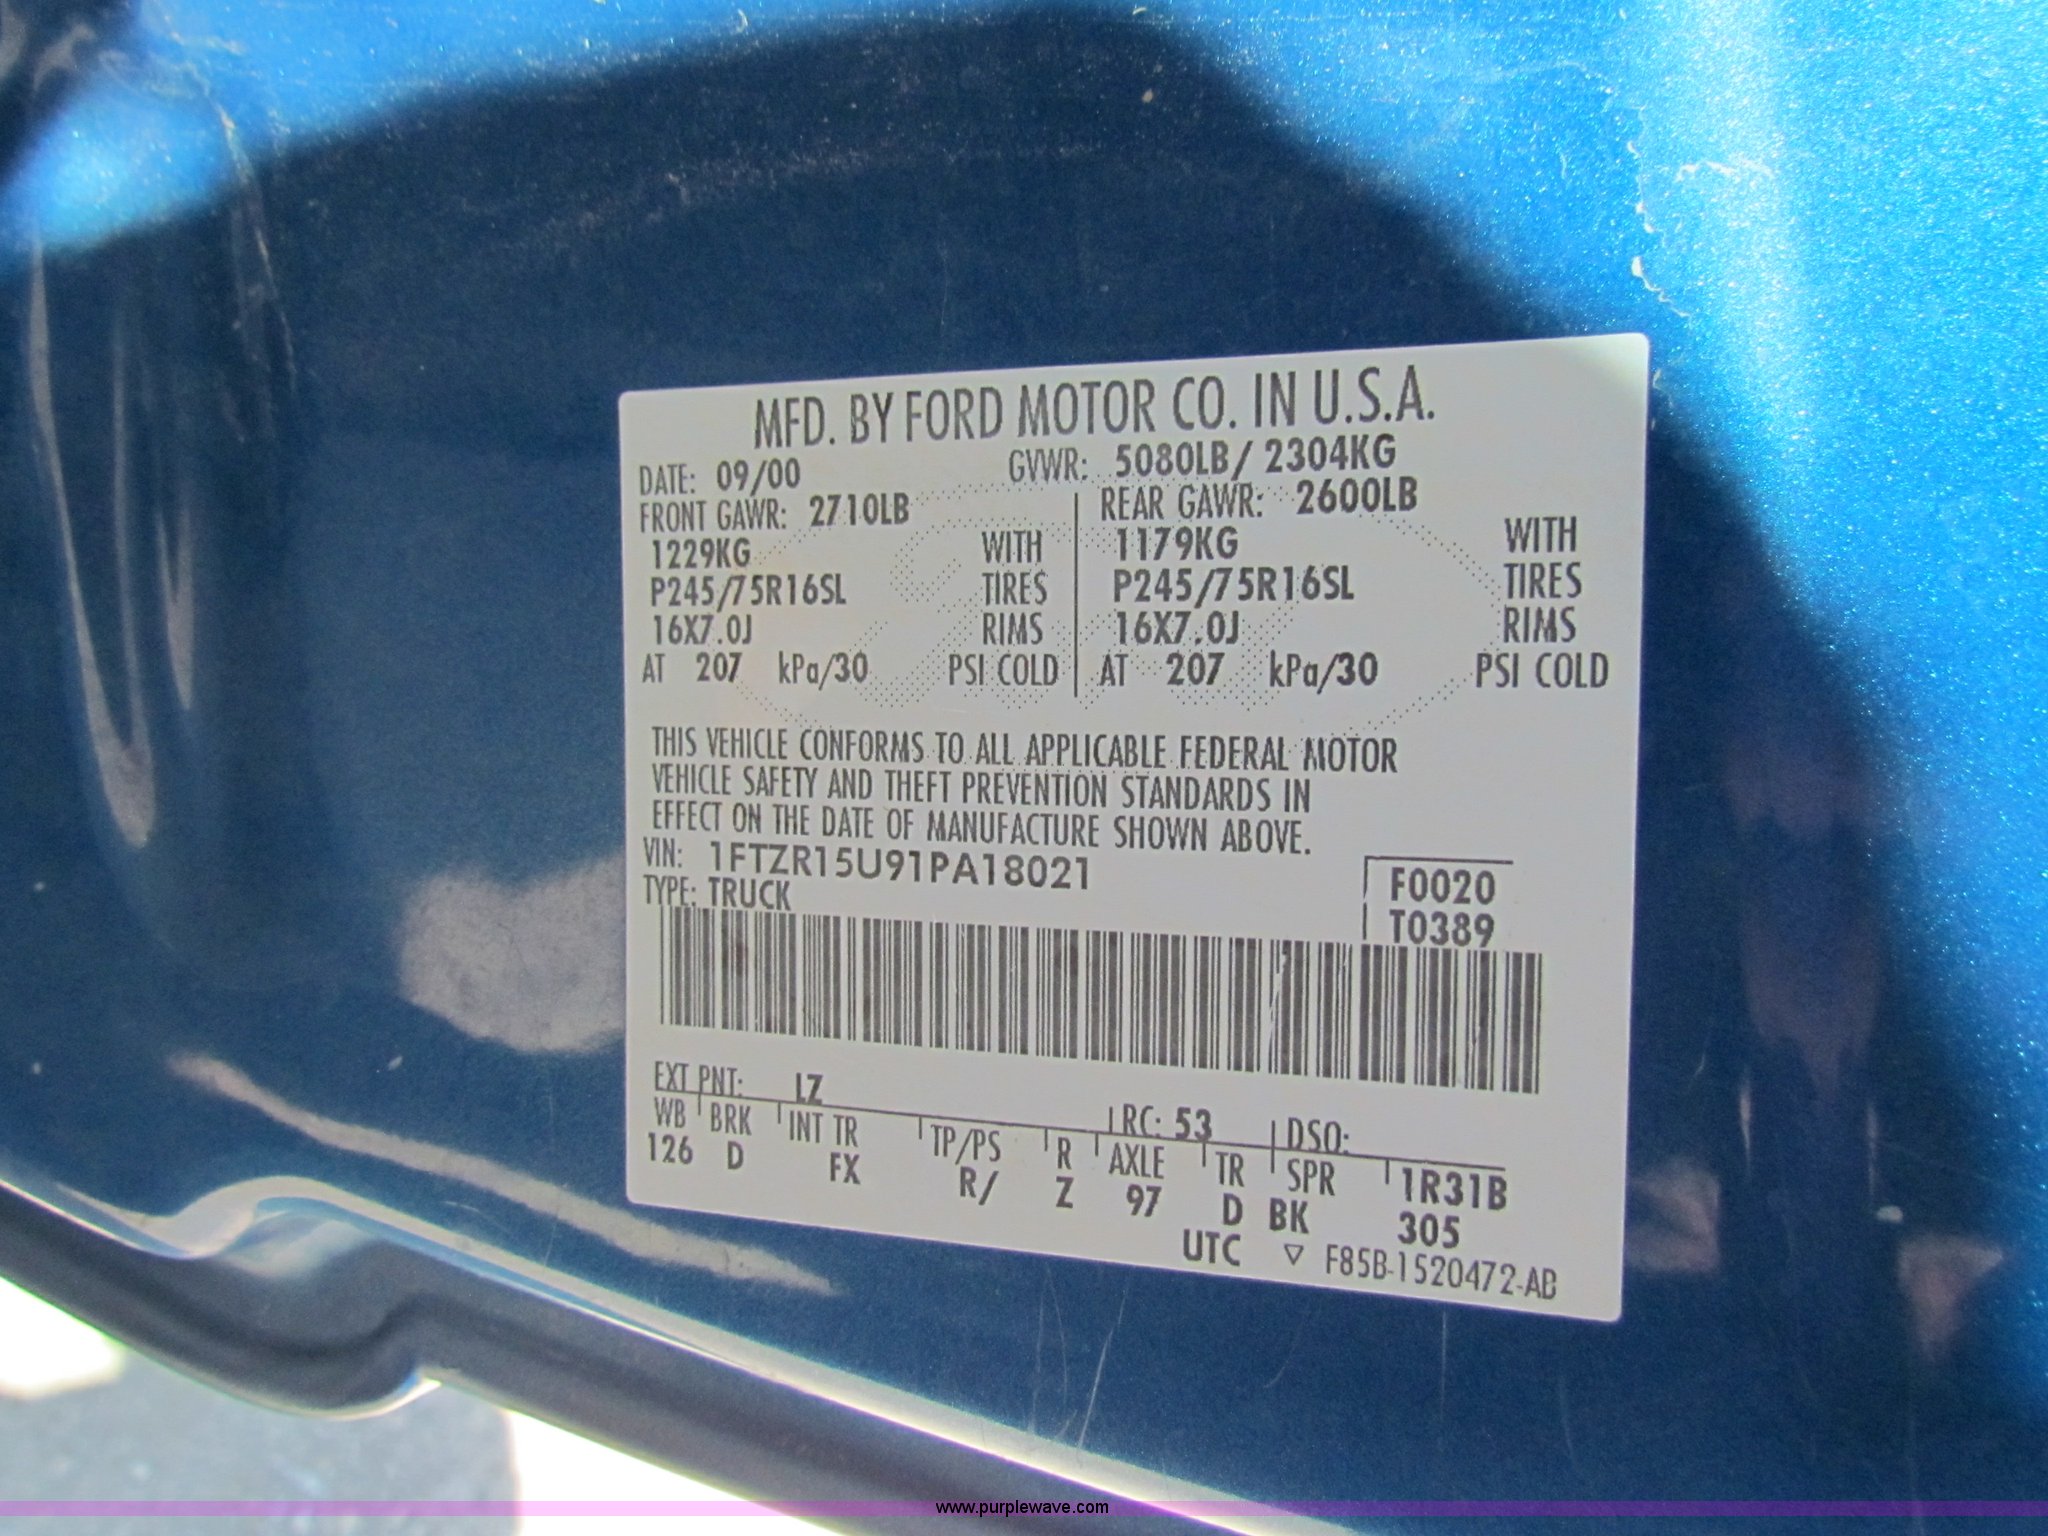 MFD. BY FORD MOTOR CO. IN U.S.A.
DATE: 09/00 GVWR: 5080LB/ 2304KG
FRONT GAWR: 2710LB REAR GAWR: 2600LB
1229KG WITH 1179KG WITH
P245/75R16SL TIRES P245/75R16SL TIRES
16X7.0J RIMS 16X7.0J RIMS
AT 207 kPa/30 PSI COLD AT 207 kPa/30 PSI COLD
THIS VEHICLE CONFORMS TO ALL APPLICABLE FEDERAL MOTOR
VEHICLE SAFETY AND THEFT PREVENTION STANDARDS IN
EFFECT ON THE DATE OF MANUFACTURE SHOWN ABOVE.
VIN: 1FTZR15U91PA18021 F0020
TYPE: TRUCK T0389
EXT PNT: LZ RC: 53 DSO:
WB BRK INT TR TP/PS R AXLE TR SPR 1R31B
126 D FX R/ Z 97 D BK 305
UTC ▽ F85B-1520472-AB
www.purplewave.com